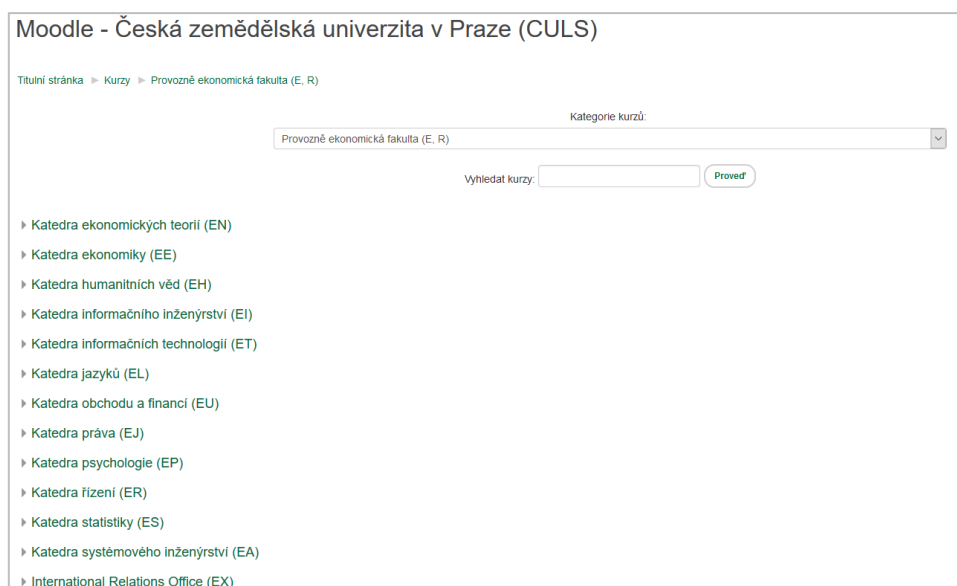 Moodle - Česká zemědělská univerzita v Praze (CULS)
Titulní stránka ► Kurzy ► Provozně ekonomická fakulta (E, R)
Kategorie kurzů:
Provozně ekonomická fakulta (E, R)
Vyhledat kurzy: Proveď
Katedra ekonomických teorií (EN)
Katedra ekonomiky (EE)
Katedra humanitních věd (EH)
Katedra informačního inženýrství (EI)
Katedra informačních technologií (ET)
Katedra jazyků (EL)
Katedra obchodu a financí (EU)
Katedra práva (EJ)
Katedra psychologie (EP)
Katedra řízení (ER)
Katedra statistiky (ES)
Katedra systémového inženýrství (EA)
International Relations Office (EX)